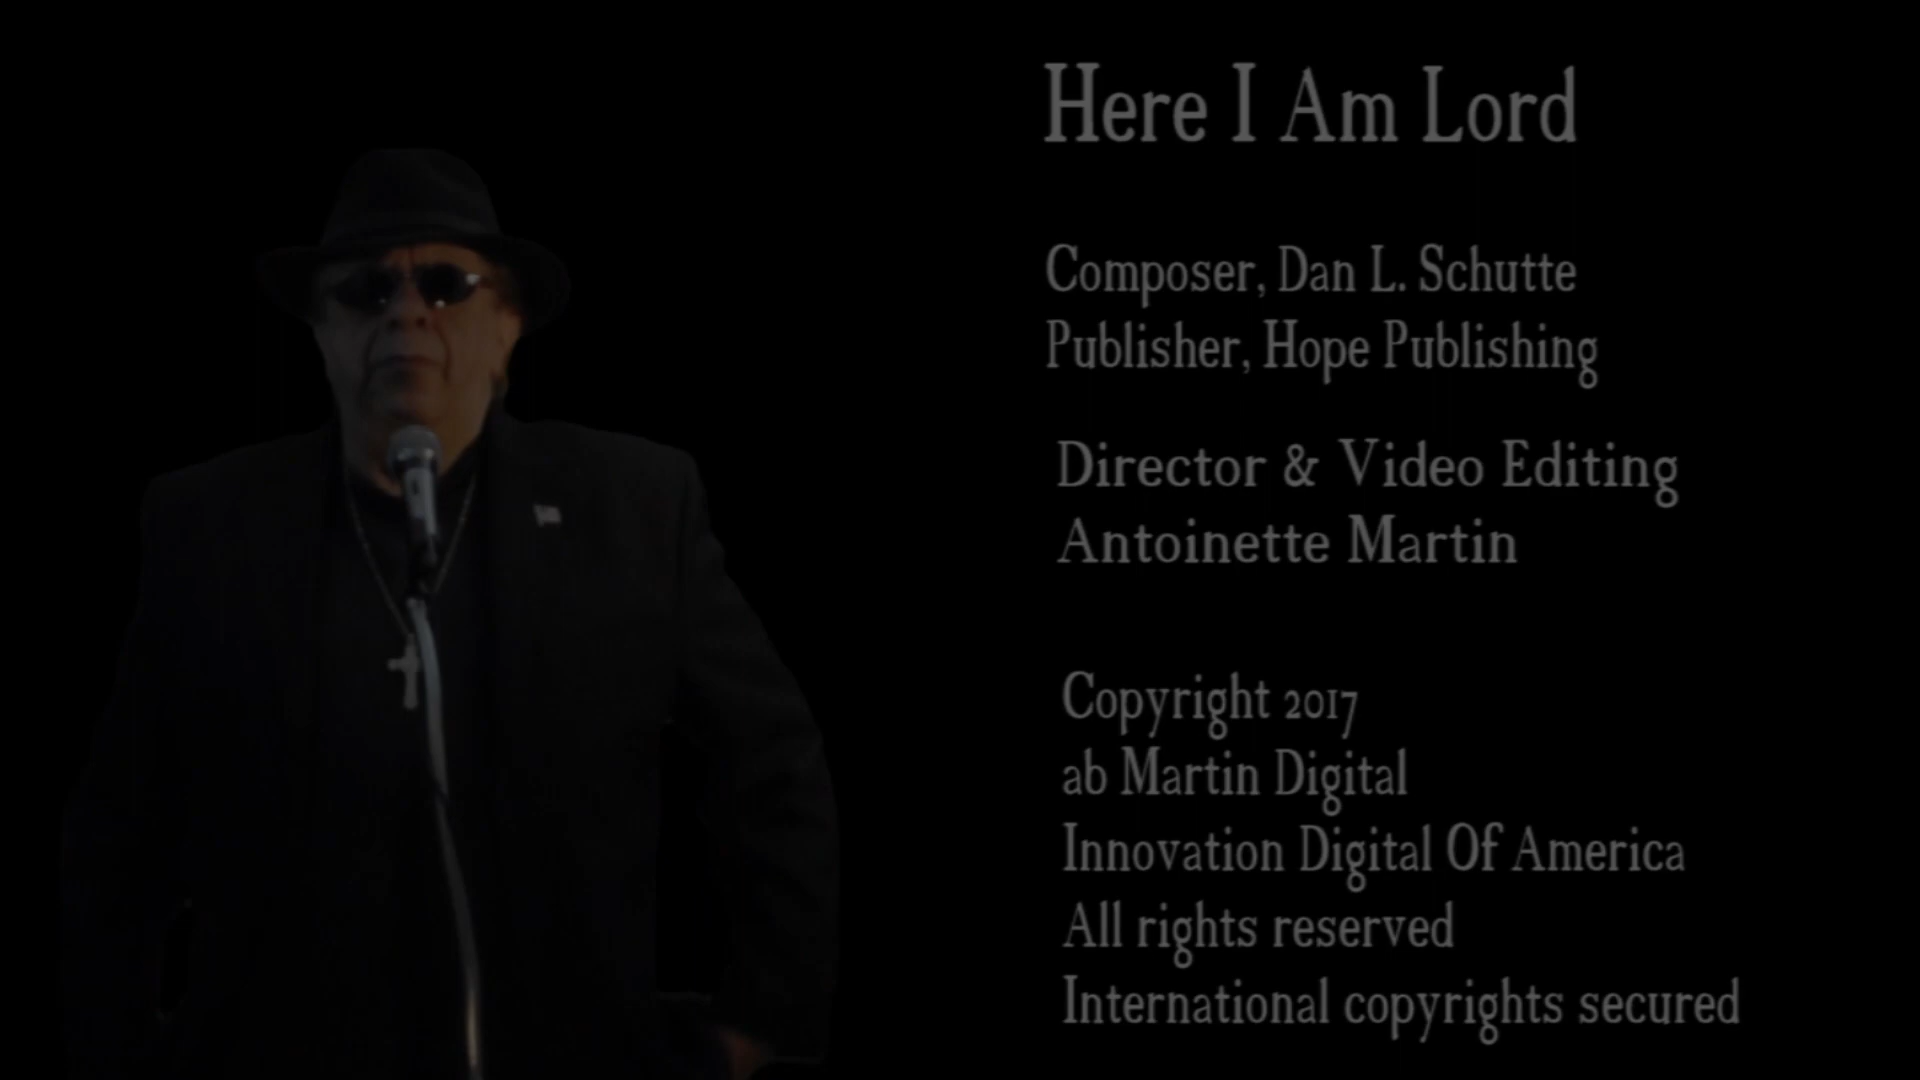 Here I Am Lord
Composer, Dan L. Schutte
Publisher, Hope Publishing
Director & Video Editing
Antoinette Martin
Copyright 2017
ab Martin Digital
Innovation Digital Of America
All rights reserved
International copyrights secured